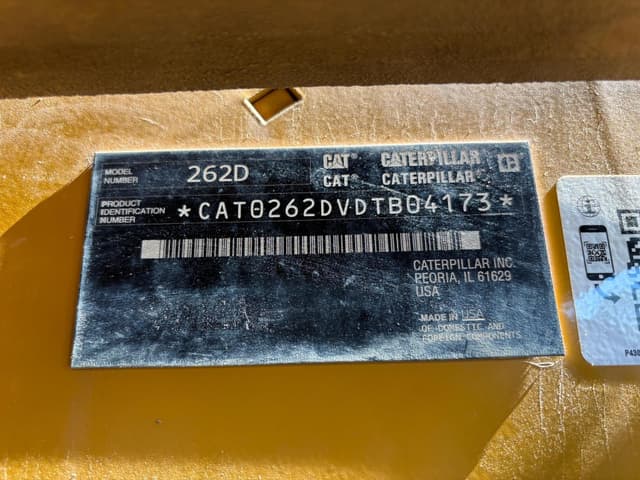 MODEL
NUMBER
262D
CAT® CATERPILLAR
CAT® CATERPILLAR
PRODUCT
IDENTIFICATION
NUMBER
*CAT0262DVDTB04173*
CATERPILLAR INC.
PEORIA, IL 61629
USA
MADE IN USA
OF DOMESTIC AND
FOREIGN COMPONENTS